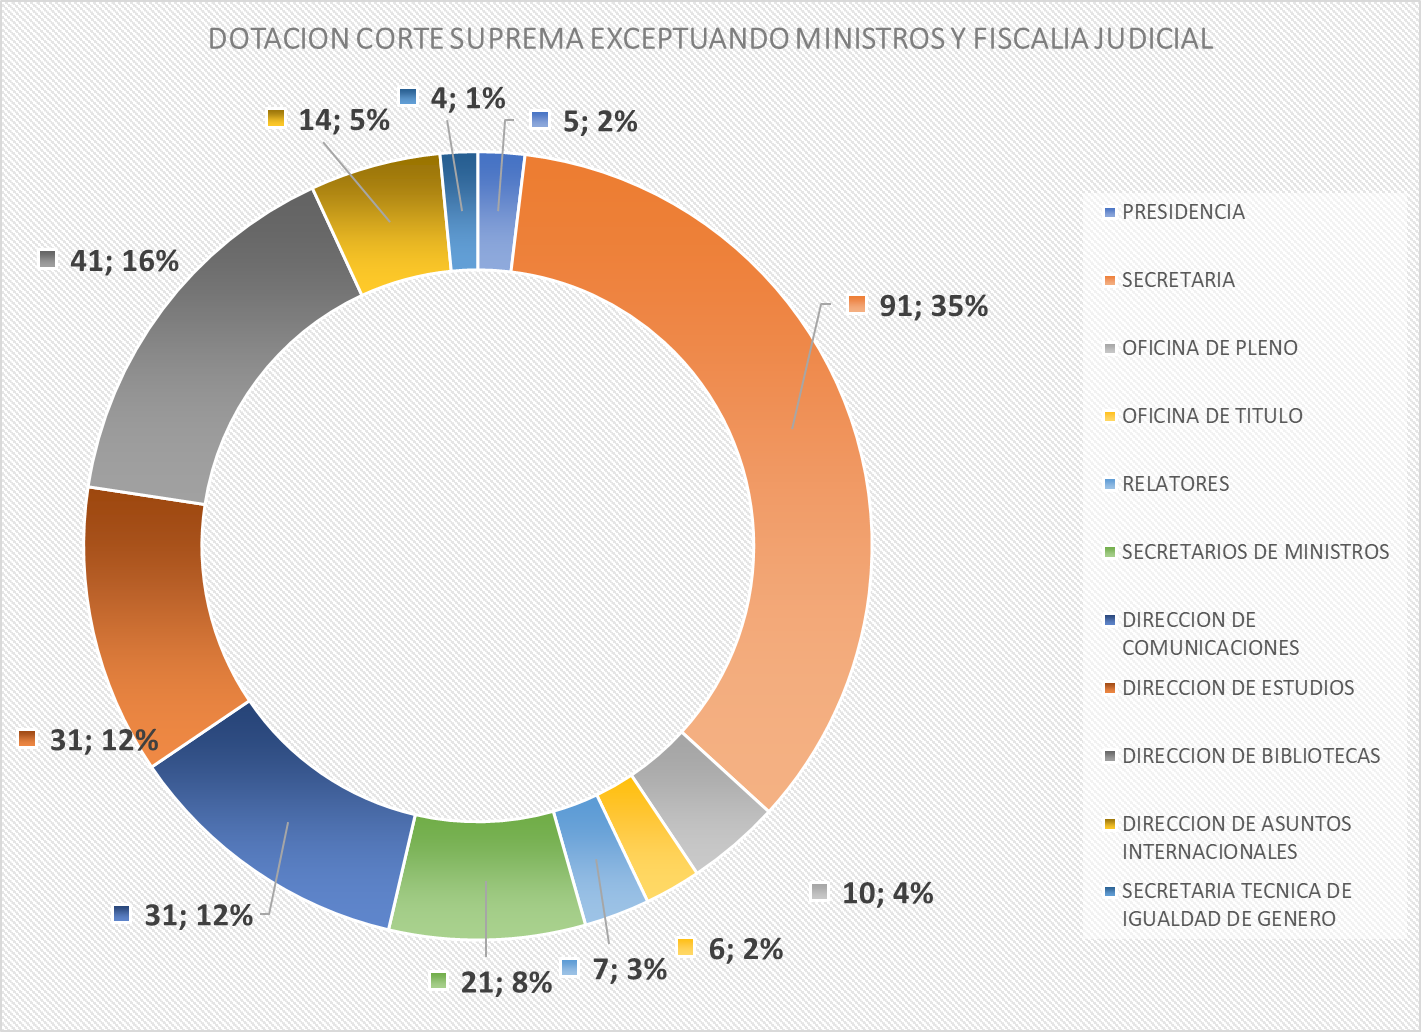 DOTACION CORTE SUPREMA EXCEPTUANDO MINISTROS Y FISCALIA JUDICIAL
4; 1%
14; 5%
5; 2%
41; 16%
91; 35%
31; 12%
10; 4%
31; 12%
6; 2%
7; 3%
21; 8%
PRESIDENCIA
SECRETARIA
OFICINA DE PLENO
OFICINA DE TITULO
RELATORES
SECRETARIOS DE MINISTROS
DIRECCION DE
COMUNICACIONES
DIRECCION DE ESTUDIOS
DIRECCION DE BIBLIOTECAS
DIRECCION DE ASUNTOS
INTERNACIONALES
SECRETARIA TECNICA DE
IGUALDAD DE GENERO